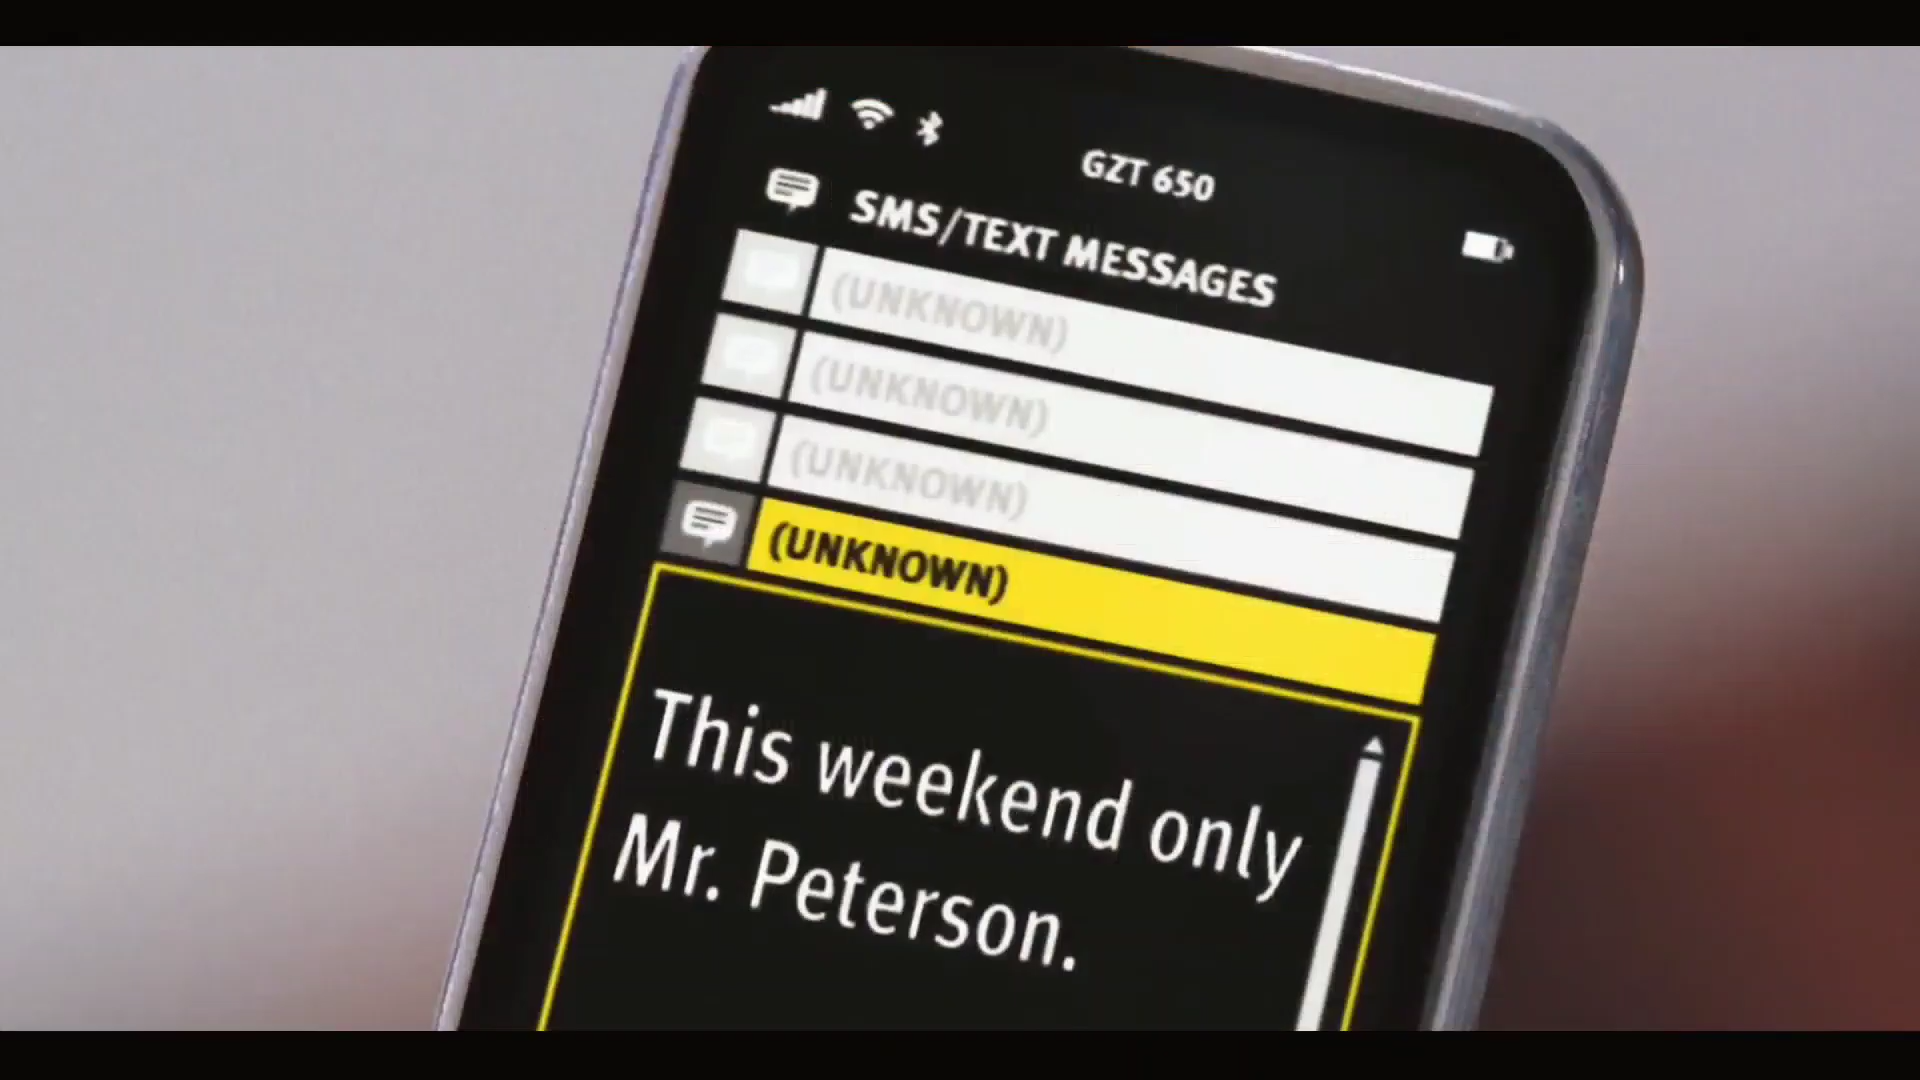 GZT 650
SMS/TEXT MESSAGES
(UNKNOWN)
(UNKNOWN)
(UNKNOWN)
(UNKNOWN)
This weekend only
Mr. Peterson.